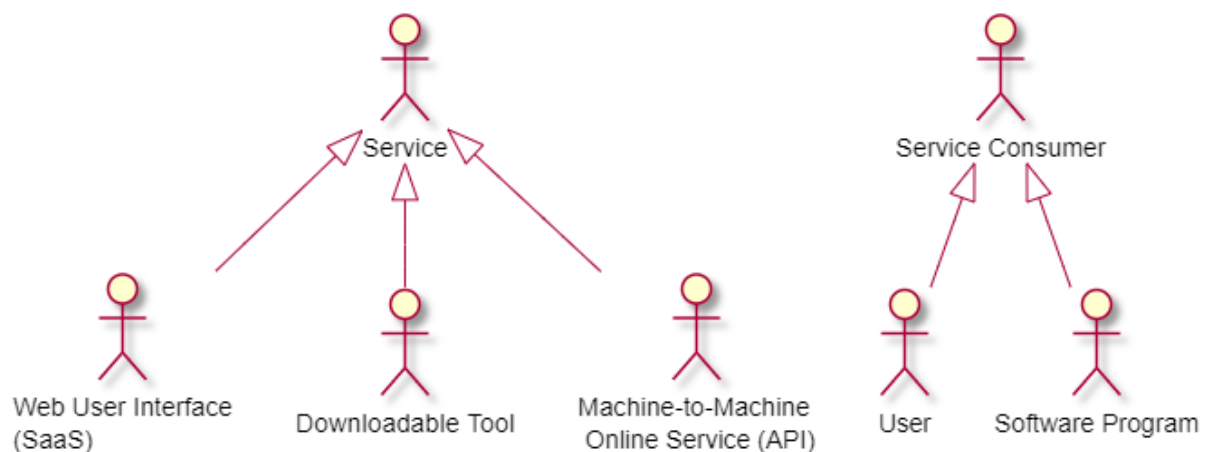 Service
Service Consumer
Web User Interface
(SaaS)
Downloadable Tool
Machine-to-Machine
Online Service (API)
User
Software Program